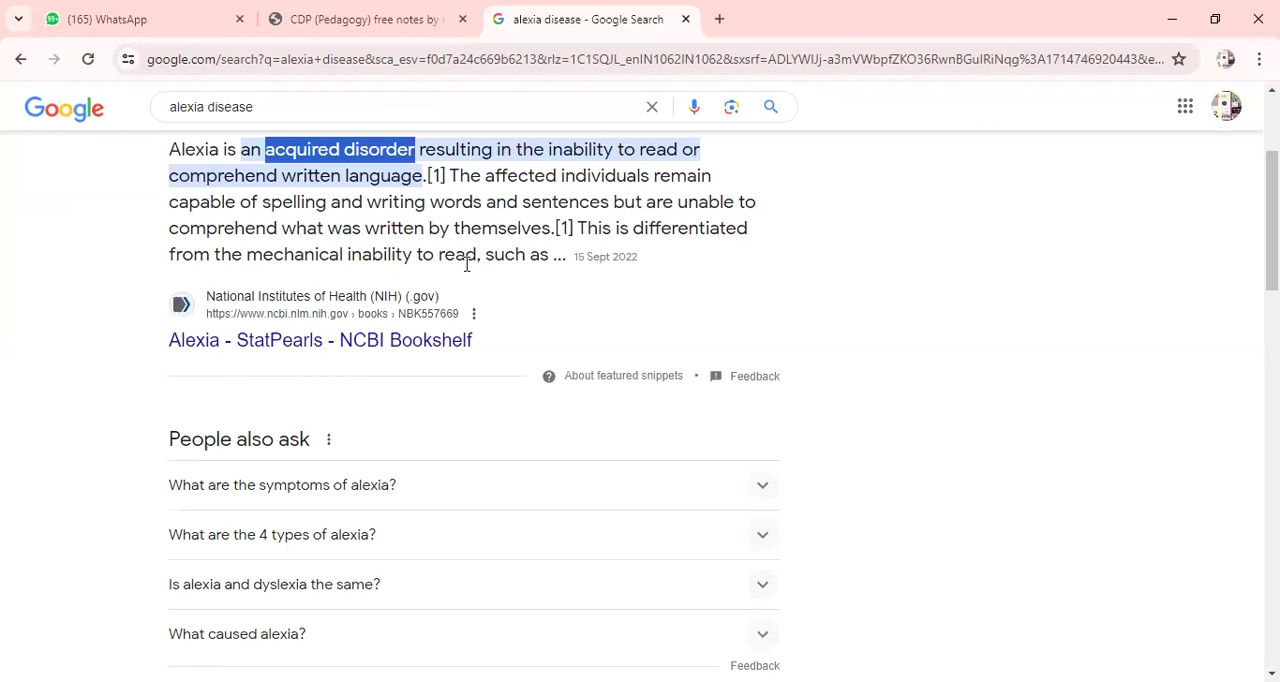 (165) WhatsApp
CDP (Pedagogy) free notes by
alexia disease - Google Search
google.com/search?q=alexia+disease&sca_esv=f0d7a24c669b6213&rlz=1C1SQJL_enIN1062IN1062&sxsrf=ADLYWIJj-a3mVWbpfZKO36RwnBGuIRiNqg%3A1714746920443&e...
Google
alexia disease
Alexia is an acquired disorder resulting in the inability to read or
comprehend written language.[1] The affected individuals remain
capable of spelling and writing words and sentences but are unable to
comprehend what was written by themselves.[1] This is differentiated
from the mechanical inability to read, such as ... 15 Sept 2022
National Institutes of Health (NIH) (.gov)
https://www.ncbi.nlm.nih.gov › books › NBK557669
Alexia - StatPearls - NCBI Bookshelf
About featured snippets • Feedback
People also ask
What are the symptoms of alexia?
What are the 4 types of alexia?
Is alexia and dyslexia the same?
What caused alexia?
Feedback